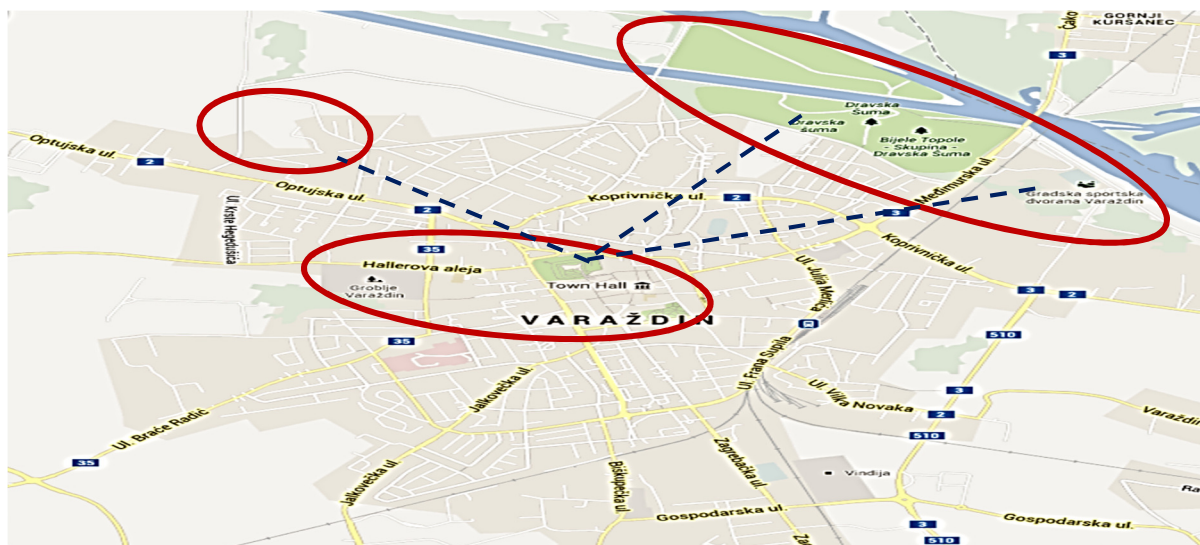 GORNJI
KURŠANEC
Čako
3
Dravska
Šuma
Dravska
šuma
Bijele Topole
- Skupina -
Dravska Šuma
Optujska ul.
2
Međimurska ul.
Gradska sportska
dvorana Varaždin
Optujska ul.
Koprivnička ul.
2
2
3
Ul. Krste Hegedušića
35
Koprivnička ul.
Hallerova aleja
Groblje
Varaždin
Town Hall
Ul. Julija Merlića
3
2
VARAŽDIN
35
510
Ul. Frana Supila
Jalkovečka ul.
Ul. Vilka Novaka
3
2
Varaždin
Ul. Braće Radić
510
35
Jalkovečka ul.
Biškupečka ul.
Zagrebačka ul.
Vindija
Ra
Gospodarska ul.
3
Gospodarska ul.
510